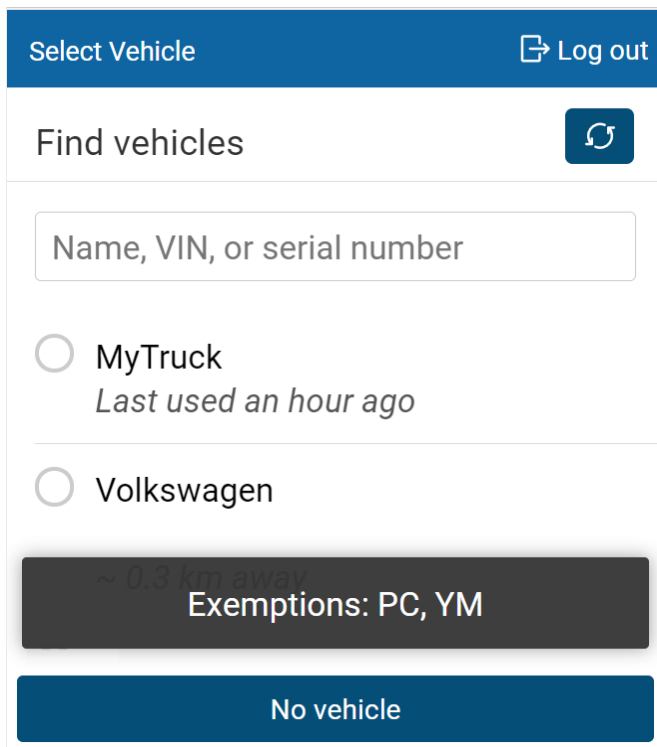 Select Vehicle
Log out
Find vehicles
Name, VIN, or serial number
MyTruck
Last used an hour ago
Volkswagen
~ 0.3 km away
Exemptions: PC, YM
No vehicle